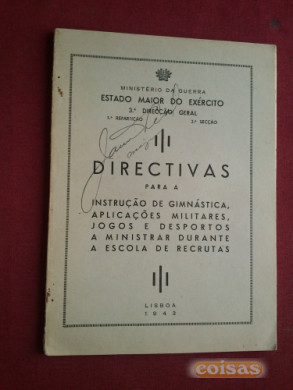 MINISTÉRIO DA GUERRA
ESTADO MAIOR DO EXÉRCITO
3.ª DIRECÇÃO GERAL
1.ª REPARTIÇÃO 3.ª SECÇÃO
DIRECTIVAS
PARA A
INSTRUÇÃO DE GIMNÁSTICA,
APLICAÇÕES MILITARES,
JOGOS E DESPORTOS
A MINISTRAR DURANTE
A ESCOLA DE RECRUTAS
LISBOA
1943
coisas